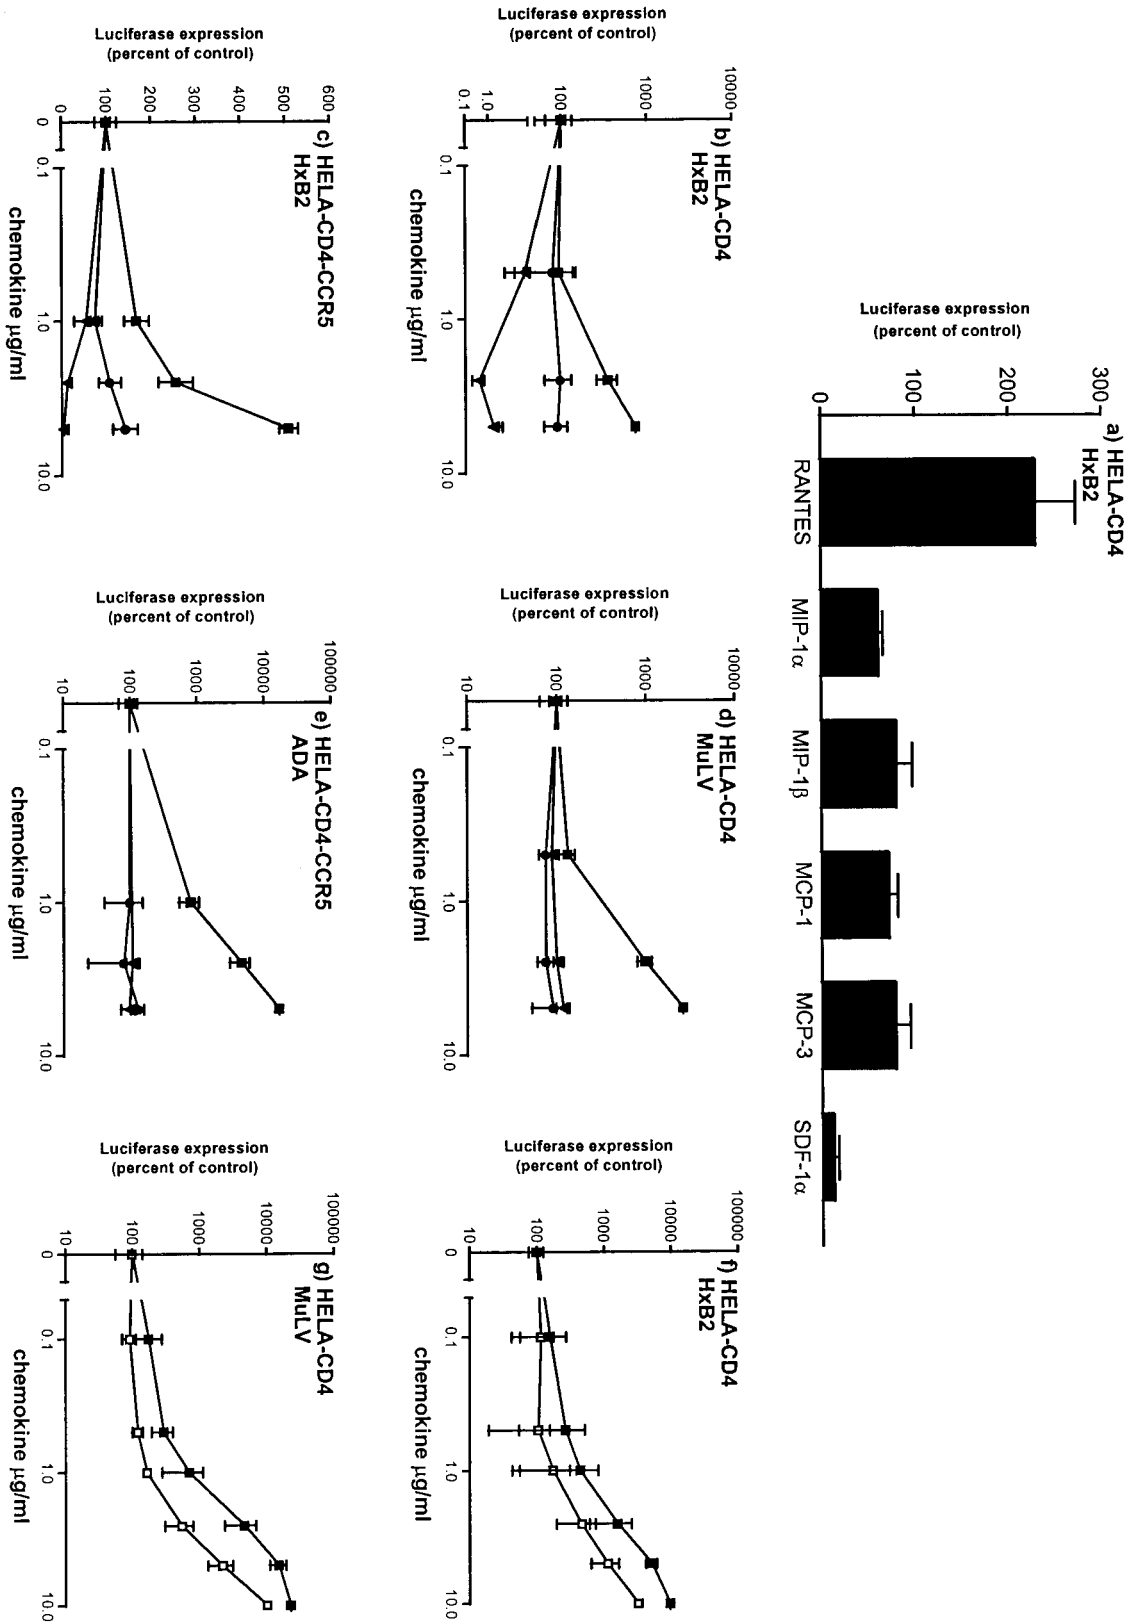 a) HELA-CD4
HxB2
Luciferase expression
(percent of control)
300
200
100
0
RANTES
MIP-1α
MIP-1β
MCP-1
MCP-3
SDF-1α
b) HELA-CD4
HxB2
Luciferase expression
(percent of control)
10000
1000
100
1.0
0.1
0.1
1.0
10.0
chemokine µg/ml
d) HELA-CD4
MuLV
Luciferase expression
(percent of control)
10000
1000
100
10
0.1
1.0
10.0
chemokine µg/ml
f) HELA-CD4
HxB2
Luciferase expression
(percent of control)
100000
10000
1000
100
10
0
0.1
1.0
10.0
chemokine µg/ml
c) HELA-CD4-CCR5
HxB2
Luciferase expression
(percent of control)
600
500
400
300
200
100
0
0
0.1
1.0
10.0
chemokine µg/ml
e) HELA-CD4-CCR5
ADA
Luciferase expression
(percent of control)
100000
10000
1000
100
10
0.1
1.0
10.0
chemokine µg/ml
g) HELA-CD4
MuLV
Luciferase expression
(percent of control)
100000
10000
1000
100
10
0
0.1
1.0
10.0
chemokine µg/ml